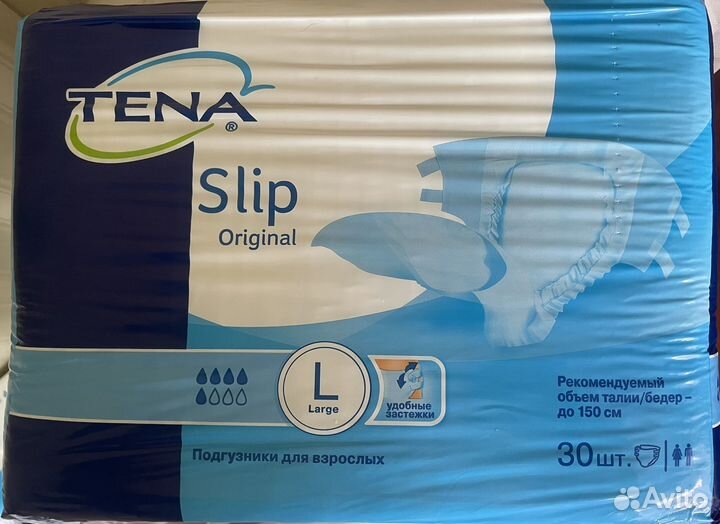 TENA®
Slip
Original
L
Large
удобные
застежки
Рекомендуемый
объем талии/бедер –
до 150 см
Подгузники для взрослых
30 шт.
Avito